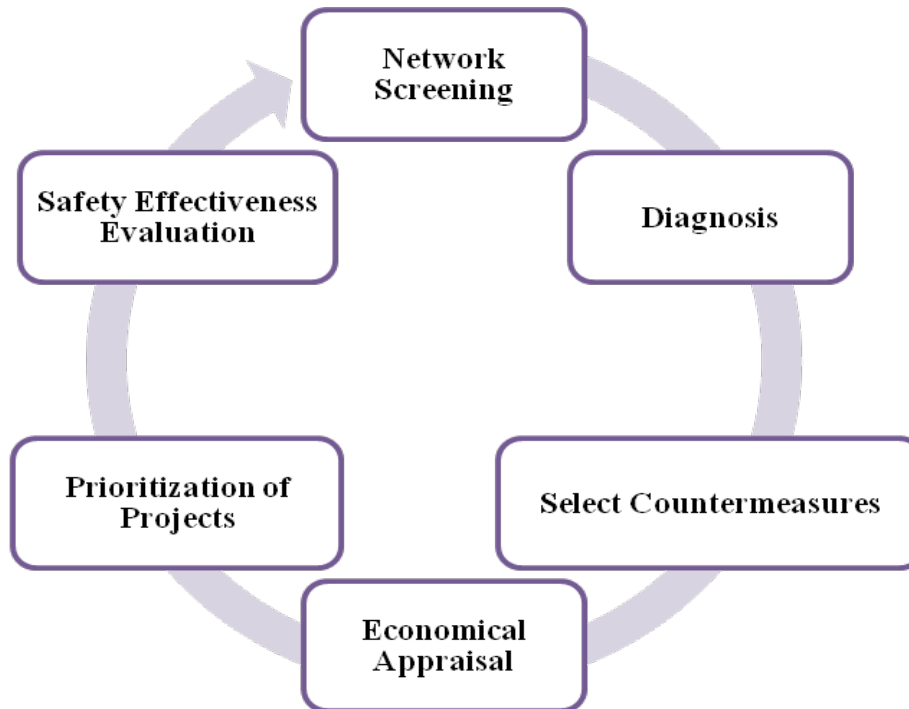 Network
Screening
Diagnosis
Select Countermeasures
Economical
Appraisal
Prioritization of
Projects
Safety Effectiveness
Evaluation